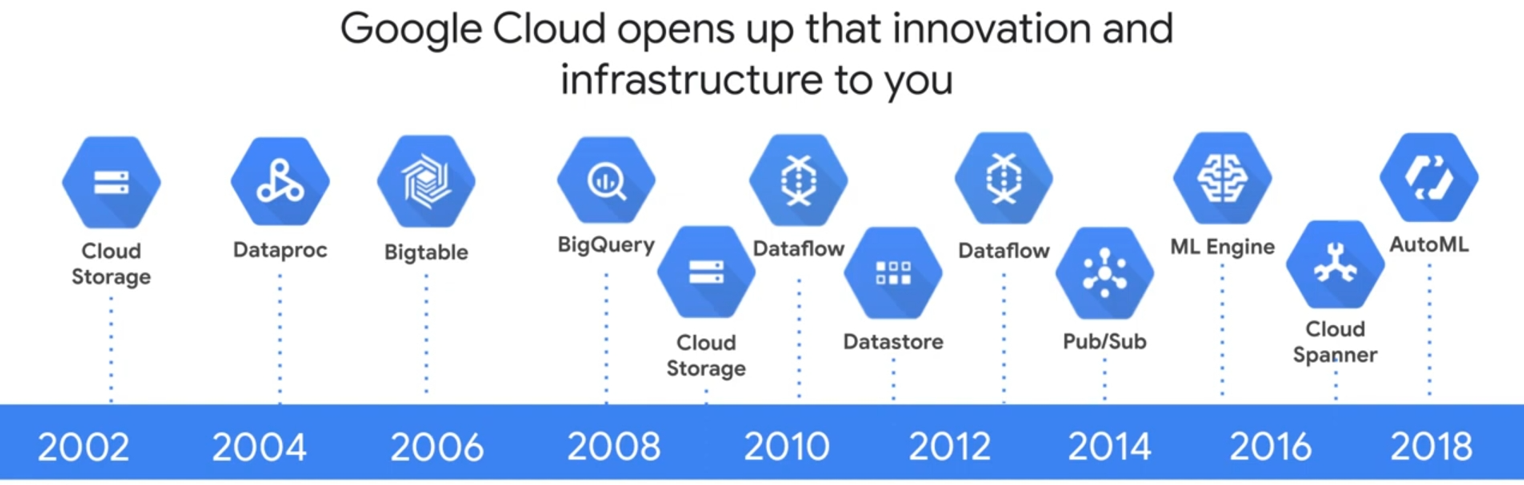 Google Cloud opens up that innovation and
infrastructure to you
Cloud
Storage
Dataproc
Bigtable
BigQuery
Cloud
Storage
Dataflow
Datastore
Dataflow
Pub/Sub
ML Engine
Cloud
Spanner
AutoML
2002 2004 2006 2008 2010 2012 2014 2016 2018